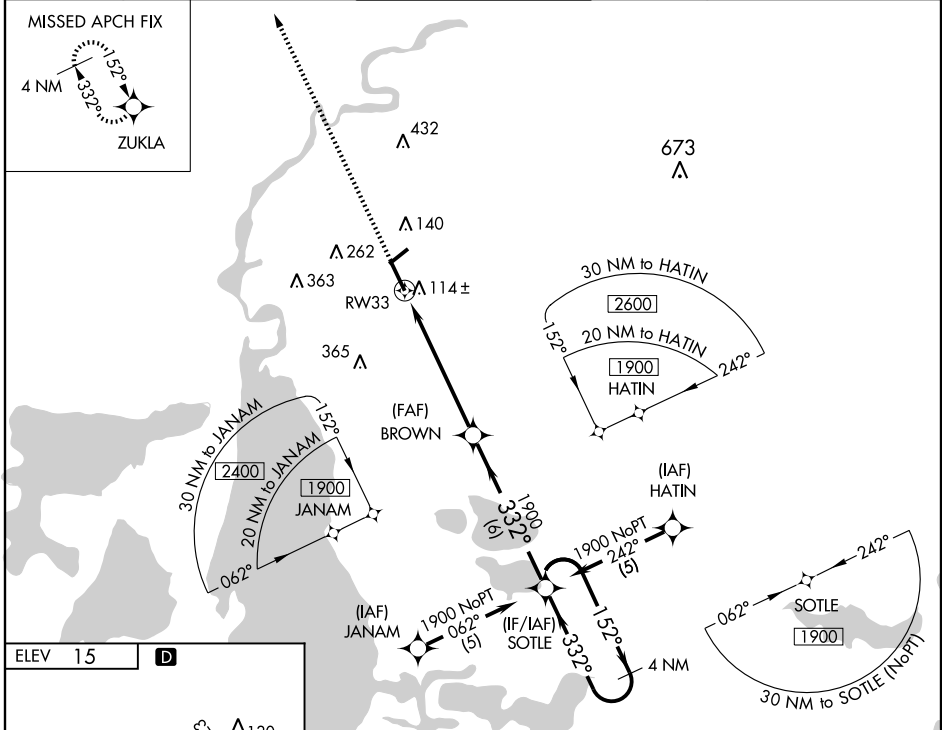 MISSED APCH FIX
4 NM
152°
332°
ZUKLA
432
673
140
262
363
RW33
114 ±
365
30 NM to HATIN
2600
20 NM to HATIN
1900
HATIN
152°
242°
(FAF)
BROWN
30 NM to JANAM
2400
20 NM to JANAM
1900
JANAM
152°
062°
1900
332°
(6)
(IAF)
HATIN
1900 NoPT
242°
(5)
(IAF)
JANAM
1900 NoPT
062°
(5)
(IF/IAF)
SOTLE
152°
332°
4 NM
242°
062°
SOTLE
1900
30 NM to SOTLE (NoPT)
ELEV 15
D